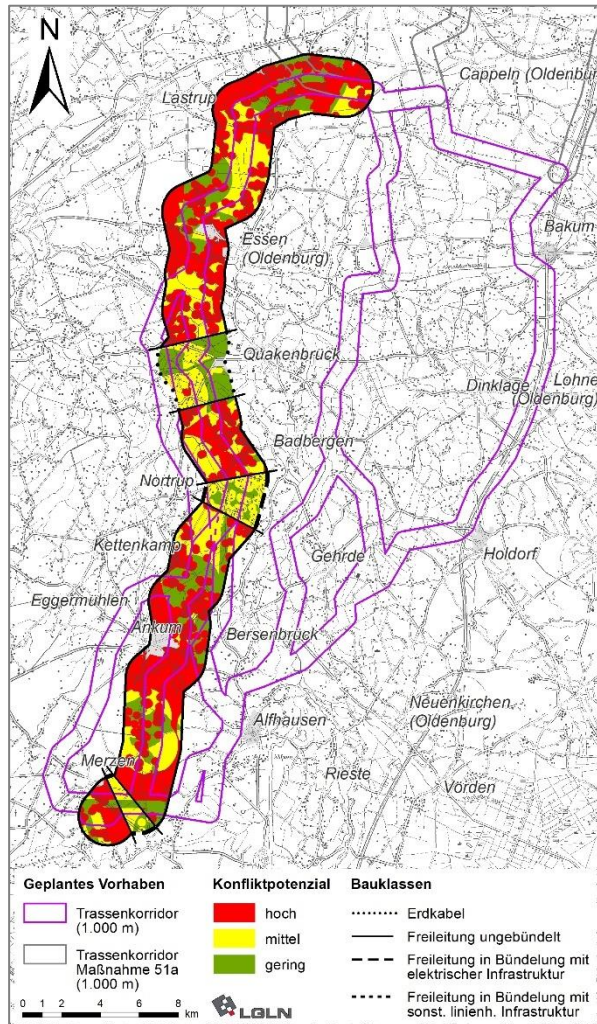 N
Cappeln (Oldenbur
Lastrup
Bakum
Essen
(Oldenburg)
Quakenbrück
Dinklage
Lohne
(Oldenburg)
Badbergen
Nortrup
Kettenkamp
Gehrde
Holdorf
Eggermühlen
Ankum
Bersenbrück
Neuenkirchen
(Oldenburg)
Alfhausen
Merzen
Rieste
Vörden
Geplantes Vorhaben
Trassenkorridor
(1.000 m)
Trassenkorridor
Maßnahme 51a
(1.000 m)
Konfliktpotenzial
hoch
mittel
gering
Bauklassen
Erdkabel
Freileitung ungebündelt
Freileitung in Bündelung mit
elektrischer Infrastruktur
Freileitung in Bündelung mit
sonst. linienh. Infrastruktur
0 1 2 4 6 8
km
LGLN